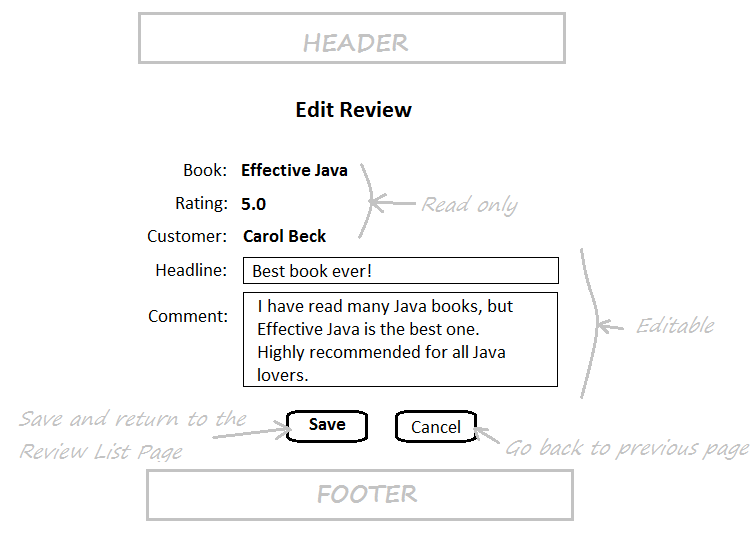 HEADER
Edit Review
Book: Effective Java
Rating: 5.0
Read only
Customer: Carol Beck
Headline: Best book ever!
Comment: I have read many Java books, but
Effective Java is the best one.
Highly recommended for all Java
lovers.
Editable
Save and return to the
Review List Page
Save
Cancel
Go back to previous page
FOOTER